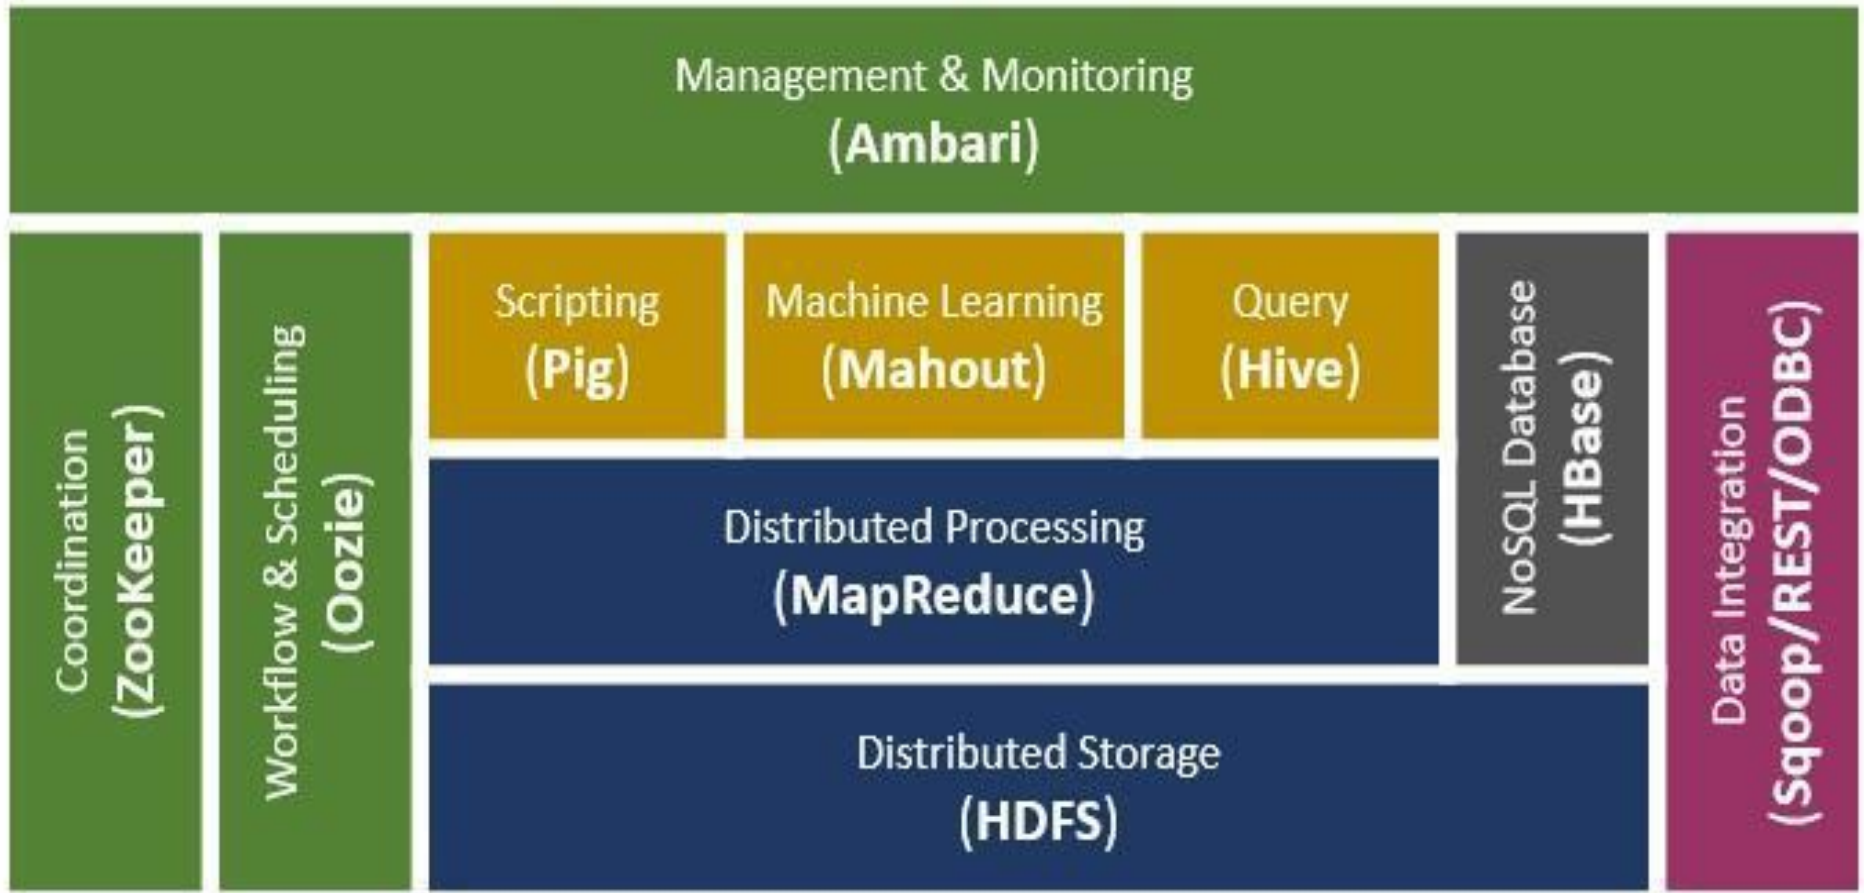 Management & Monitoring
(Ambari)
Coordination
(ZooKeeper)
Workflow & Scheduling
(Oozie)
Scripting
(Pig)
Machine Learning
(Mahout)
Query
(Hive)
NoSQL Database
(HBase)
Data Integration
(Sqoop/REST/ODBC)
Distributed Processing
(MapReduce)
Distributed Storage
(HDFS)